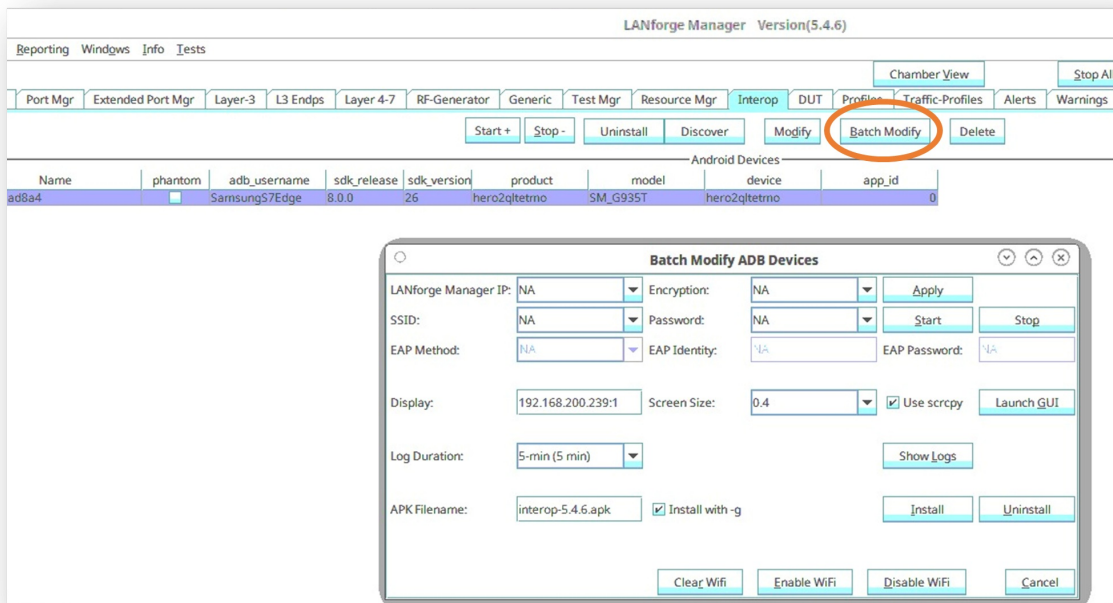 LANforge Manager Version(5.4.6)
Reporting Windows Info Tests
Chamber View Stop All
Port Mgr Extended Port Mgr Layer-3 L3 Endps Layer 4-7 RF-Generator Generic Test Mgr Resource Mgr Interop DUT Profiles Traffic-Profiles Alerts Warnings
Start + Stop - Uninstall Discover Modify Batch Modify Delete
Android Devices
Name phantom adb_username sdk_release sdk_version product model device app_id
ad8a4 SamsungS7Edge 8.0.0 26 hero2qltetmo SM_G935T hero2qltetmo 0
Batch Modify ADB Devices
LANforge Manager IP: NA Encryption: NA Apply
SSID: NA Password: NA Start Stop
EAP Method: NA EAP Identity: NA EAP Password: NA
Display: 192.168.200.239:1 Screen Size: 0.4 Use scrcpy Launch GUI
Log Duration: 5-min (5 min) Show Logs
APK Filename: interop-5.4.6.apk Install with -g Install Uninstall
Clear Wifi Enable WiFi Disable WiFi Cancel